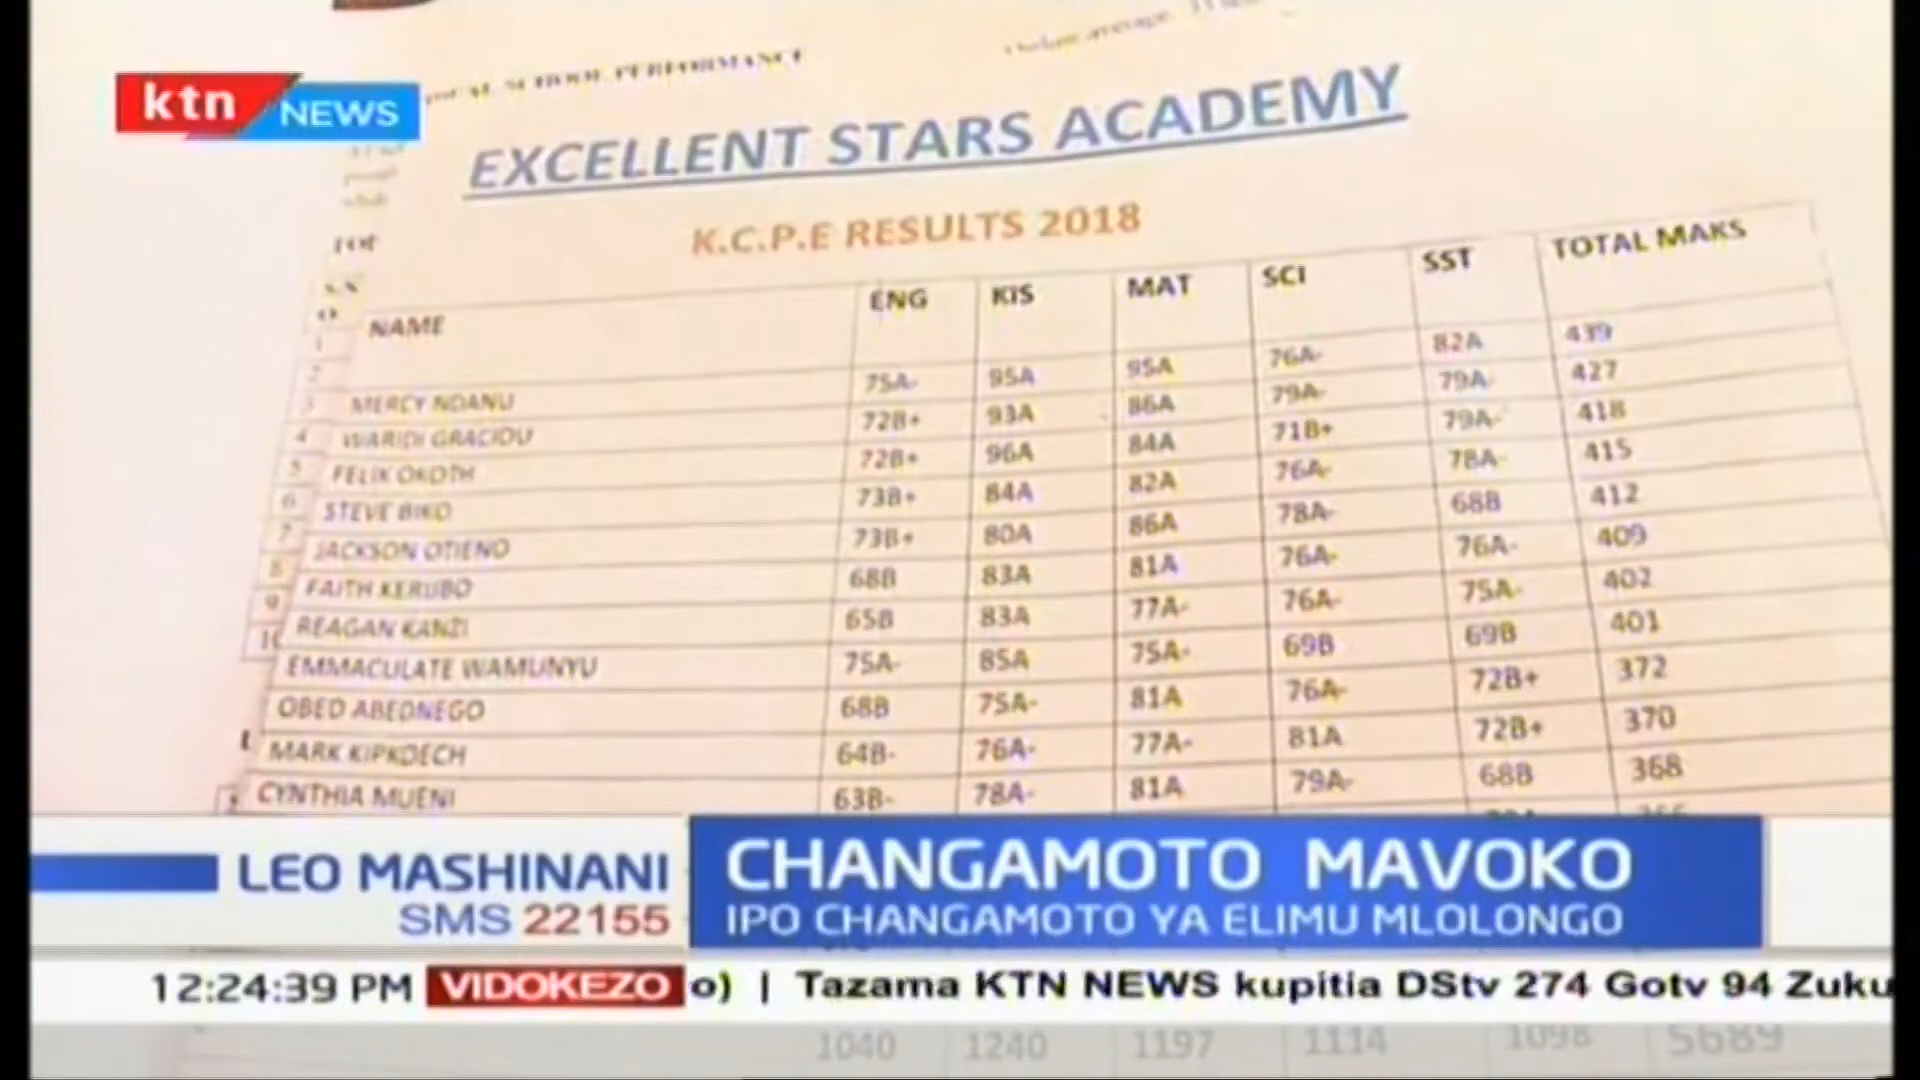 SCHOOL PERFORMANCE
ktn NEWS
EXCELLENT STARS ACADEMY
K.C.P.E RESULTS 2018
NAME ENG KIS MAT SCI SST TOTAL MAKS
MERCY NDANU 75A- 95A 95A 76A- 82A 439
WARIDI GRACIOU 72B+ 93A 86A 79A- 79A- 427
FELIX OKOTH 72B+ 96A 84A 71B+ 79A- 418
STEVE BIKO 73B+ 84A 82A 76A- 78A- 415
JACKSON OTIENO 73B+ 80A 86A 78A- 68B 412
FAITH KERUBO 68B 83A 81A 76A- 76A- 409
REAGAN KANZI 65B 83A 77A- 76A- 75A- 402
EMMACULATE WAMUNYU 75A- 85A 75A- 69B 69B 401
OBED ABEDNEGO 68B 75A- 81A 76A- 72B+ 372
MARK KIPKOECH 64B- 76A- 77A- 81A 72B+ 370
CYNTHIA MUENI 63B- 78A- 81A 79A- 68B 368
LEO MASHINANI
SMS 22155
CHANGAMOTO MAVOKO
IPO CHANGAMOTO YA ELIMU MLOLONGO
12:24:39 PM VIDOKEZO o) | Tazama KTN NEWS kupitia DStv 274 Gotv 94 Zuku
1040 1240 1197 1114 1098 5689